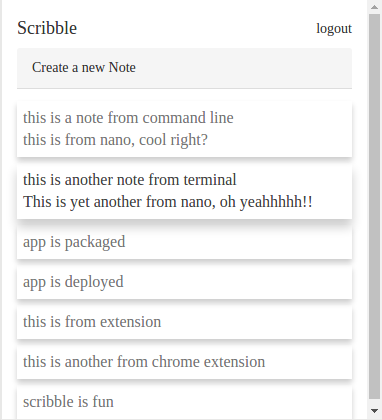 Scribble
logout
Create a new Note
this is a note from command line
this is from nano, cool right?
this is another note from terminal
This is yet another from nano, oh yeahhhhh!!
app is packaged
app is deployed
this is from extension
this is another from chrome extension
scribble is fun